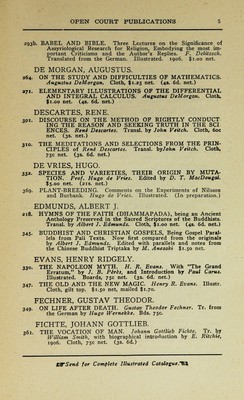 OPEN COURT PUBLICATIONS 5
293b. BABEL AND BIBLE. Three Lectures on the Significance of
Assyriological Research for Religion, Embodying the most im-
portant Criticisms and the Author's Replies. F. Delitzsch.
Translated from the German. Illustrated. 1906. $1.00 net.
DE MORGAN, AUGUSTUS.
264. ON THE STUDY AND DIFFICULTIES OF MATHEMATICS.
Augustus DeMorgan. Cloth, $1.25 net. (4s. 6d. net.)
271. ELEMENTARY ILLUSTRATIONS OF THE DIFFERENTIAL
AND INTEGRAL CALCULUS. Augustus DeMorgan. Cloth,
$1.00 net. (4s. 6d. net.)
DESCARTES, RENE.
301. DISCOURSE ON THE METHOD OF RIGHTLY CONDUCT-
ING THE REASON AND SEEKING TRUTH IN THE SCI-
ENCES. René Descartes. Transl. by John Veitch. Cloth, 60c
net. (3s. net.)
310. THE MEDITATIONS AND SELECTIONS FROM THE PRIN-
CIPLES of René Descartes. Transl. by John Veitch. Cloth,
75c net. (3s. 6d. net.)
DE VRIES, HUGO.
332. SPECIES AND VARIETIES, THEIR ORIGIN BY MUTA-
TION. Prof. Hugo de Vries. Edited by D. T. MacDougal.
$5.00 net. (21s. net.)
369. PLANT-BREEDING. Comments on the Experiments of Nilsson
and Burbank. Hugo de Vries. Illustrated. (In preparation.)
EDMUNDS, ALBERT J.
218. HYMNS OF THE FAITH (DHAMMAPADA), being an Ancient
Anthology Preserved in the Sacred Scriptures of the Buddhists.
Transl. by Albert J. Edmunds. Cloth, $1.00 net. (4s. 6d. net.)
345. BUDDHIST AND CHRISTIAN GOSPELS, Being Gospel Paral-
lels from Pali Texts. Now first compared from the originals
by Albert J. Edmunds. Edited with parallels and notes from
the Chinese Buddhist Triptaka by M. Anesaki. $1.50 net.
EVANS, HENRY RIDGELY.
330. THE NAPOLEON MYTH. H. R. Evans. With "The Grand
Erratum," by J. B. Pérès, and Introduction by Paul Carus.
Illustrated. Boards, 75c net. (3s. 6d. net.)
347. THE OLD AND THE NEW MAGIC. Henry R. Evans. Illustr.
Cloth, gilt top. $1.50 net, mailed $1.70.
FECHNER, GUSTAV THEODOR.
349. ON LIFE AFTER DEATH. Gustav Theodor Fechner. Tr. from
the German by Hugo Wernekke. Bds. 75c.
FICHTE, JOHANN GOTTLIEB.
361. THE VOCATION OF MAN. Johann Gottlieb Fichte. Tr. by
William Smith, with biographical introduction by E. Ritchie,
1906. Cloth, 75c net. (3s. 6d.)
Send for Complete Illustrated Catalogue.